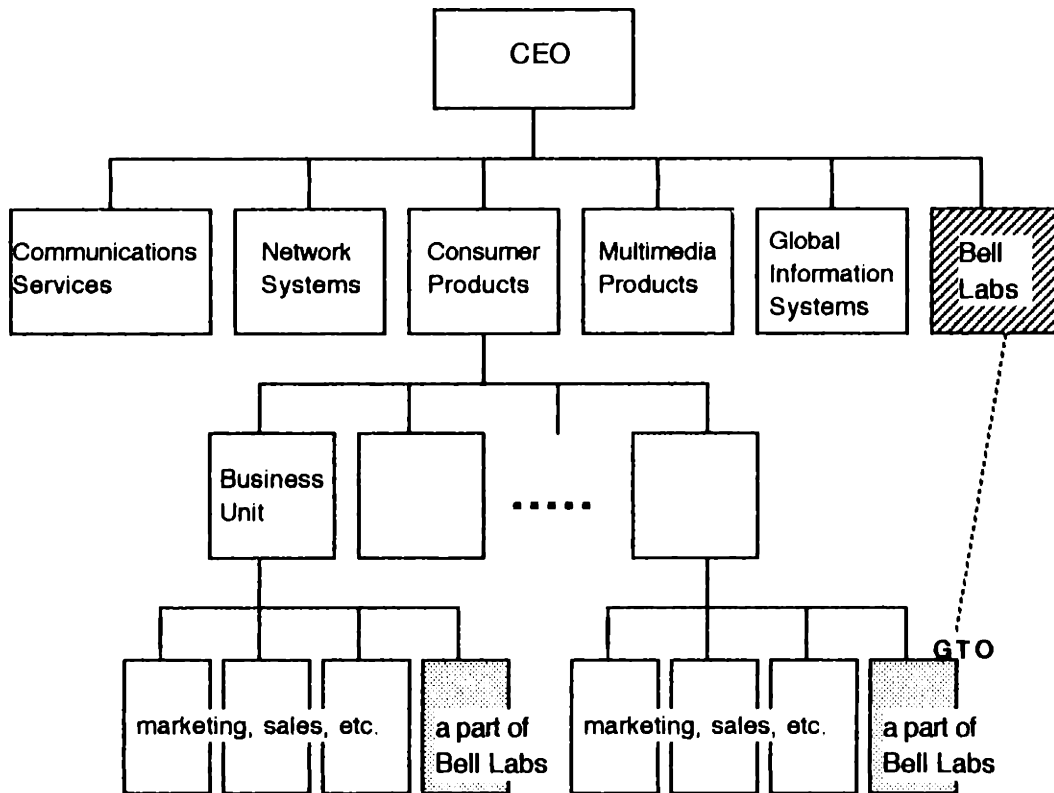 CEO
Communications
Services
Network
Systems
Consumer
Products
Multimedia
Products
Global
Information
Systems
Bell
Labs
Business
Unit
.....
GTO
marketing, sales, etc.
a part of
Bell Labs
marketing, sales, etc.
a part of
Bell Labs